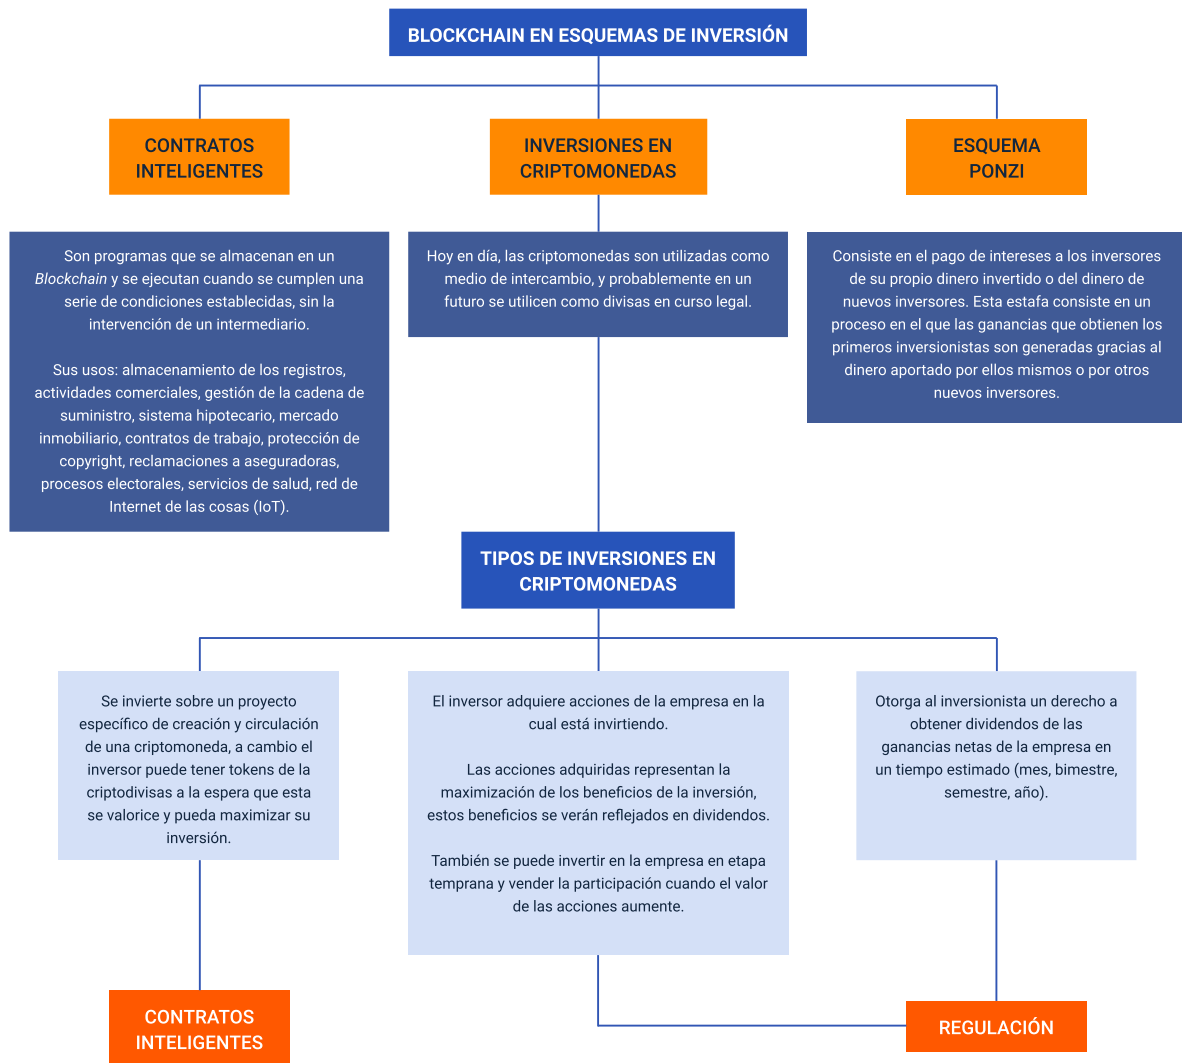 BLOCKCHAIN EN ESQUEMAS DE INVERSIÓN
CONTRATOS
INTELIGENTES
Son programas que se almacenan en un
Blockchain y se ejecutan cuando se cumplen una
serie de condiciones establecidas, sin la
intervención de un intermediario.
Sus usos: almacenamiento de los registros,
actividades comerciales, gestión de la cadena de
suministro, sistema hipotecario, mercado
inmobiliario, contratos de trabajo, protección de
copyright, reclamaciones a aseguradoras,
procesos electorales, servicios de salud, red de
Internet de las cosas (IoT).
INVERSIONES EN
CRIPTOMONEDAS
Hoy en día, las criptomonedas son utilizadas como
medio de intercambio, y probablemente en un
futuro se utilicen como divisas en curso legal.
ESQUEMA
PONZI
Consiste en el pago de intereses a los inversores
de su propio dinero invertido o del dinero de
nuevos inversores. Esta estafa consiste en un
proceso en el que las ganancias que obtienen los
primeros inversionistas son generadas gracias al
dinero aportado por ellos mismos o por otros
nuevos inversores.
TIPOS DE INVERSIONES EN
CRIPTOMONEDAS
Se invierte sobre un proyecto
específico de creación y circulación
de una criptomoneda, a cambio el
inversor puede tener tokens de la
criptodivisas a la espera que esta
se valorice y pueda maximizar su
inversión.
El inversor adquiere acciones de la empresa en la
cual está invirtiendo.
Las acciones adquiridas representan la
maximización de los beneficios de la inversión,
estos beneficios se verán reflejados en dividendos.
También se puede invertir en la empresa en etapa
temprana y vender la participación cuando el valor
de las acciones aumente.
Otorga al inversionista un derecho a
obtener dividendos de las
ganancias netas de la empresa en
un tiempo estimado (mes, bimestre,
semestre, año).
CONTRATOS
INTELIGENTES
REGULACIÓN